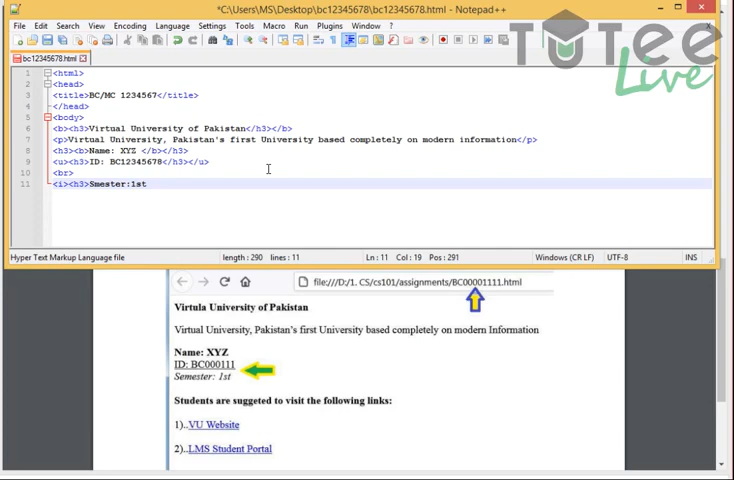 *C:\Users\MS\Desktop\bc12345678\bc12345678.html - Notepad++
File Edit Search View Encoding Language Settings Tools Macro Run Plugins Window ?
TUTEE
Live
bc12345678.html
1 <html>
2 <head>
3 <title>BC/MC 1234567</title>
4 </head>
5 <body>
6 <b><h3>Virtual University of Pakistan</h3></b>
7 <p>Virtual University, Pakistan's first University based completely on modern information</p>
8 <h3><b>Name: XYZ </b></h3>
9 <u><h3>ID: BC12345678</h3></u>
10 <br>
11 <i><h3>Smester:1st
Hyper Text Markup Language file length : 290 lines : 11 Ln : 11 Col : 19 Pos : 291 Windows (CR LF) UTF-8 INS
file:///D:/1. CS/cs101/assignments/BC00001111.html
Virtula University of Pakistan
Virtual University, Pakistan's first University based completely on modern Information
Name: XYZ
ID: BC000111
Semester: 1st
Students are suggeted to visit the following links:
1)..VU Website
2)..LMS Student Portal